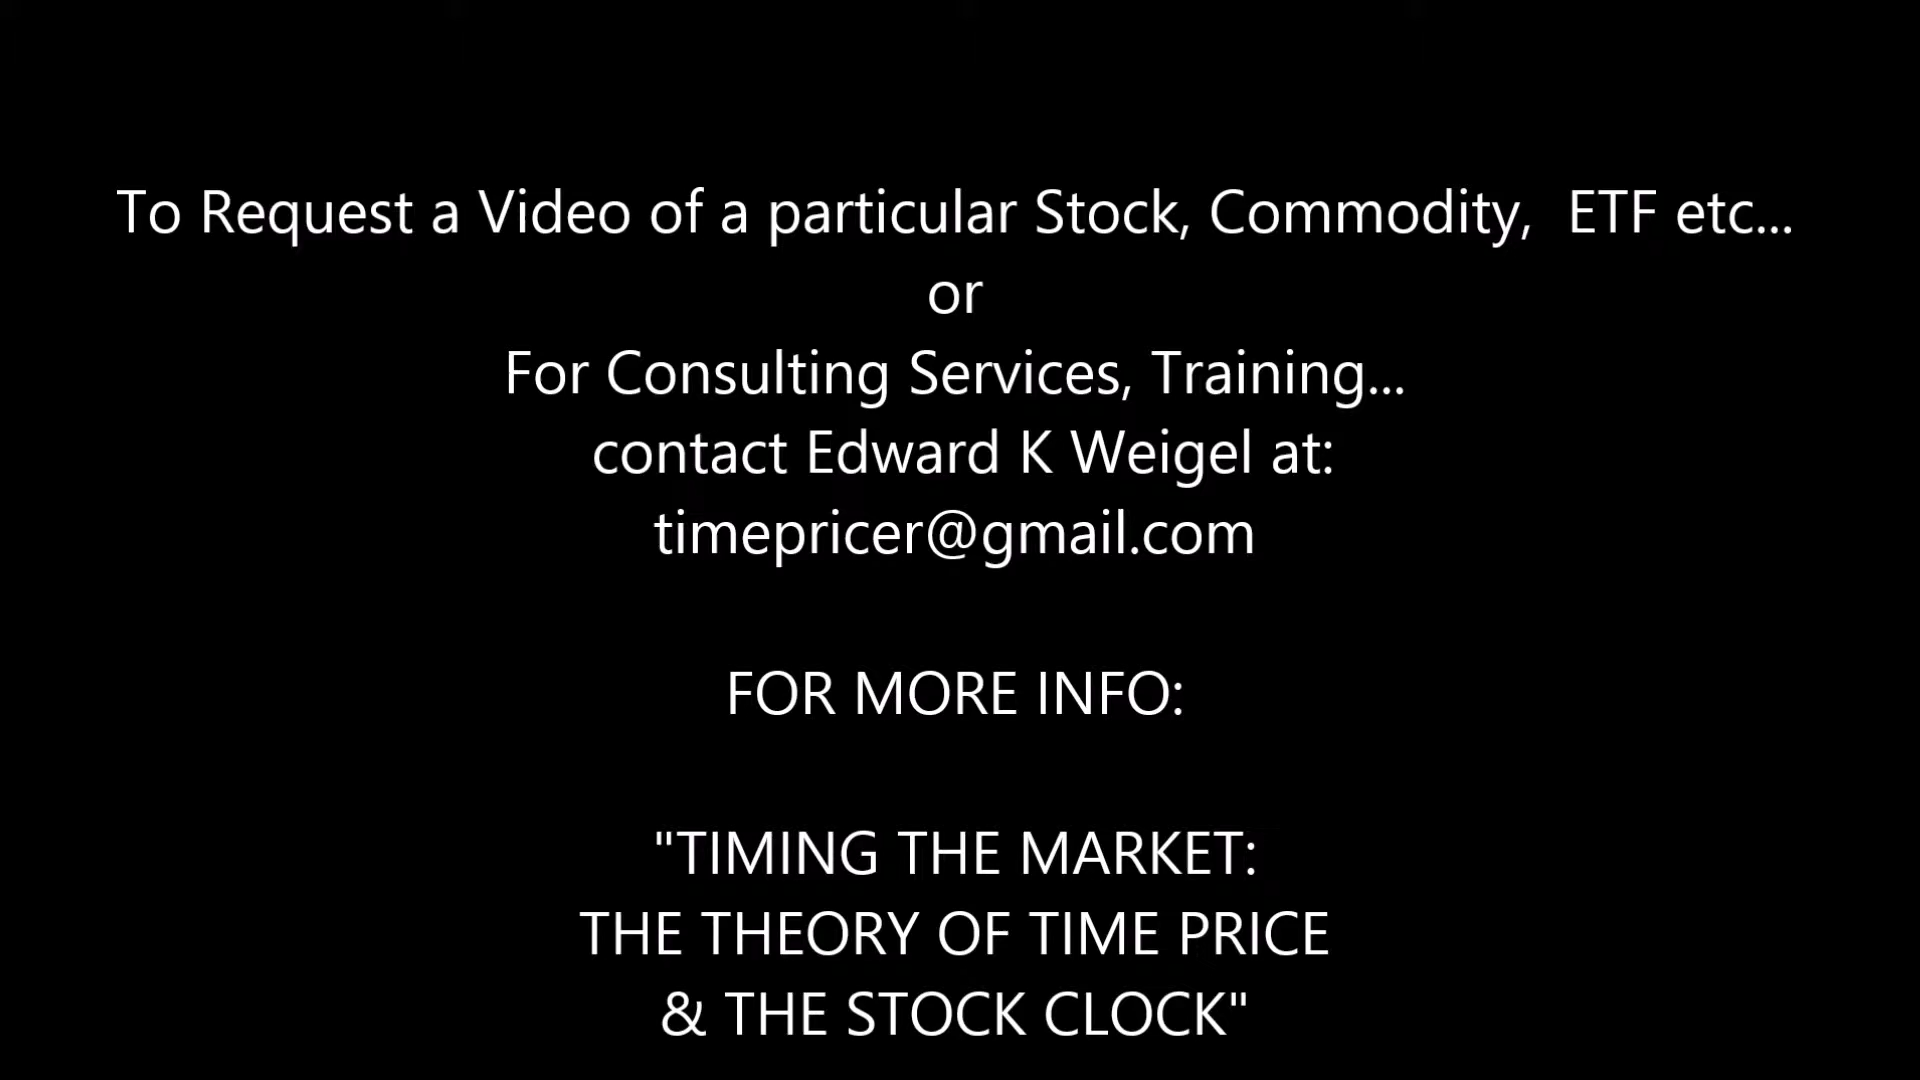 To Request a Video of a particular Stock, Commodity,  ETF etc...
or
For Consulting Services, Training...
contact Edward K Weigel at:
timepricer@gmail.com
FOR MORE INFO:
"TIMING THE MARKET:
THE THEORY OF TIME PRICE
& THE STOCK CLOCK"